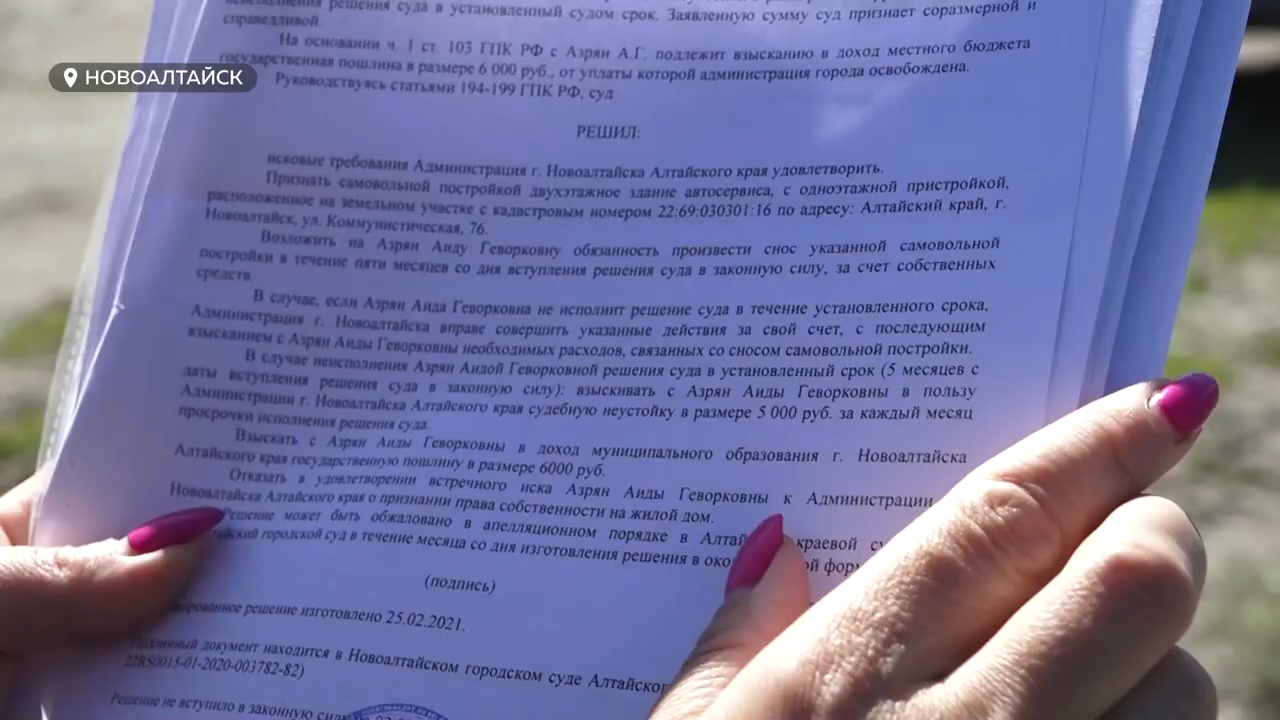 неисполнения решения суда в установленный судом срок. Заявленную сумму суд признает соразмерной и
справедливой.
На основании ч. 1 ст. 103 ГПК РФ с Азрян А.Г. подлежит взысканию в доход местного бюджета
государственная пошлина в размере 6 000 руб., от уплаты которой администрация города освобождена.
НОВОАЛТАЙСК
Руководствуясь статьями 194-199 ГПК РФ, суд
РЕШИЛ:
исковые требования Администрация г. Новоалтайска Алтайского края удовлетворить.
Признать самовольной постройкой двухэтажное здание автосервиса, с одноэтажной пристройкой,
расположенное на земельном участке с кадастровым номером 22:69:030301:16 по адресу: Алтайский край, г.
Новоалтайск, ул. Коммунистическая, 76.
Возложить на Азрян Аиду Геворковну обязанность произвести снос указанной самовольной
постройки в течение пяти месяцев со дня вступления решения суда в законную силу, за счет собственных
средств.
В случае, если Азрян Аида Геворковна не исполнит решение суда в течение установленного срока,
Администрация г. Новоалтайска вправе совершить указанные действия за свой счет, с последующим
взысканием с Азрян Аиды Геворковны необходимых расходов, связанных со сносом самовольной постройки.
В случае неисполнения Азрян Аидой Геворковной решения суда в установленный срок (5 месяцев с
даты вступления решения суда в законную силу): взыскивать с Азрян Аиды Геворковны в пользу
Администрации г. Новоалтайска Алтайского края судебную неустойку в размере 5 000 руб. за каждый месяц
просрочки исполнения решения суда.
Взыскать с Азрян Аиды Геворковны в доход муниципального образования г. Новоалтайска
Алтайского края государственную пошлину в размере 6000 руб.
Отказать в удовлетворении встречного иска Азрян Аиды Геворковны к Администрации
Новоалтайска Алтайского края о признании права собственности на жилой дом.
Решение может быть обжаловано в апелляционном порядке в краевой
городской суд в течение месяца со дня изготовления решения в
(подпись)
решение изготовлено 25.02.2021.
документ находится в Новоалтайском городском суде
22RS0015-01-2020-003782-82)
Решение не вступило в законную